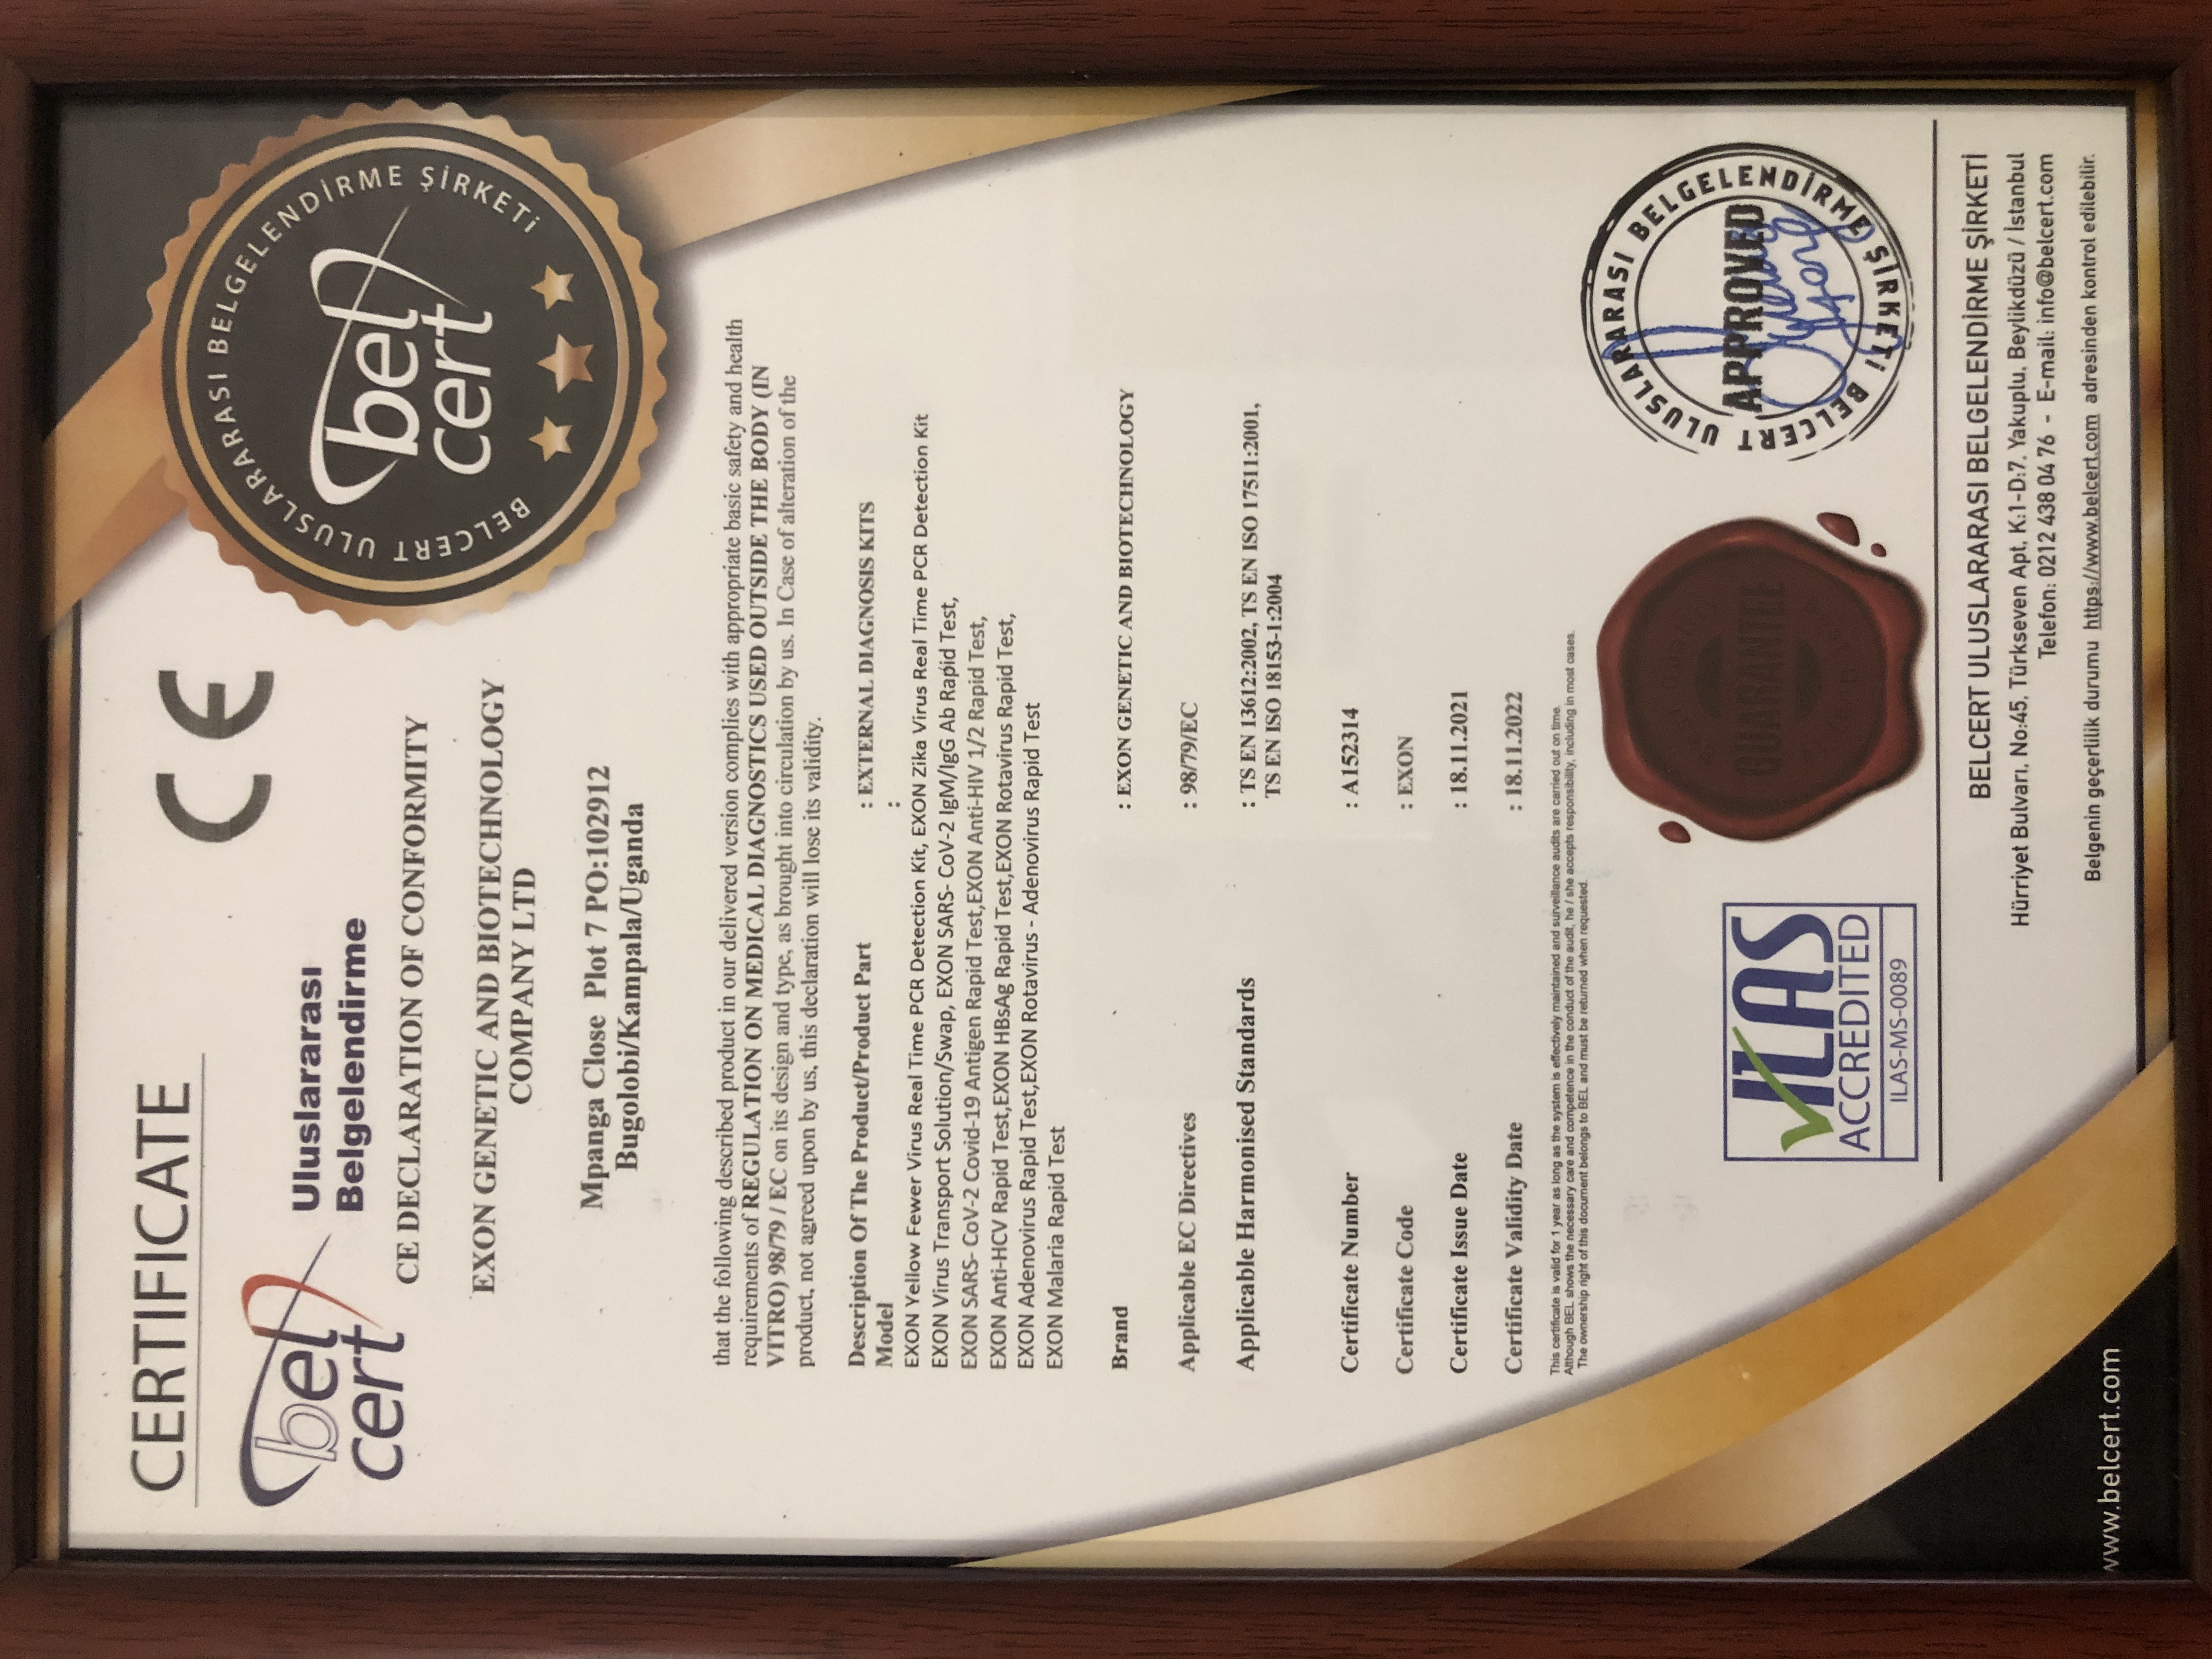 CERTIFICATE
CE
bel
cert
Uluslararası
Belgelendirme
BELCERT ULUSLARARASI BELGELENDİRME ŞİRKETİ
bel
cert
CE DECLARATION OF CONFORMITY
EXON GENETIC AND BIOTECHNOLOGY
COMPANY LTD
Mpanga Close Plot 7 PO:102912
Bugolobi/Kampala/Uganda
that the following described product in our delivered version complies with appropriate basic safety and health
requirements of REGULATION ON MEDICAL DIAGNOSTICS USED OUTSIDE THE BODY (IN
VITRO) 98/79 / EC on its design and type, as brought into circulation by us. In Case of alteration of the
product, not agreed upon by us, this declaration will lose its validity.
Description Of The Product/Product Part : EXTERNAL DIAGNOSIS KITS
Model :
EXON Yellow Fewer Virus Real Time PCR Detection Kit, EXON Zika Virus Real Time PCR Detection Kit
EXON Virus Transport Solution/Swap, EXON SARS- CoV-2 IgM/IgG Ab Rapid Test,
EXON SARS- CoV-2 Covid-19 Antigen Rapid Test,EXON Anti-HIV 1/2 Rapid Test,
EXON Anti-HCV Rapid Test,EXON HBsAg Rapid Test,EXON Rotavirus Rapid Test,
EXON Adenovirus Rapid Test,EXON Rotavirus - Adenovirus Rapid Test
EXON Malaria Rapid Test
Brand : EXON GENETIC AND BIOTECHNOLOGY
Applicable EC Directives : 98/79/EC
Applicable Harmonised Standards : TS EN 13612:2002, TS EN ISO 17511:2001,
TS EN ISO 18153-1:2004
Certificate Number : A152314
Certificate Code : EXON
Certificate Issue Date : 18.11.2021
Certificate Validity Date : 18.11.2022
This certificate is valid for 1 year as long as the system is effectively maintained and surveillance audits are carried out on time.
Although BEL shows the necessary care and competence in the conduct of the audit, he / she accepts responsibility, including in most cases.
The ownership right of this document belongs to BEL and must be returned when requested.
ILAS
ACCREDITED
ILAS-MS-0089
GUARANTEE
BELCERT ULUSLARARASI BELGELENDİRME ŞİRKETİ
APPROVED
BELCERT ULUSLARARASI BELGELENDİRME ŞİRKETİ
Hürriyet Bulvarı, No:45, Türkseven Apt, K:1-D:7, Yakuplu, Beylikdüzü / İstanbul
Telefon: 0212 438 04 76 - E-mail: info@belcert.com
Belgenin geçerlilik durumu https://www.belcert.com adresinden kontrol edilebilir.
www.belcert.com